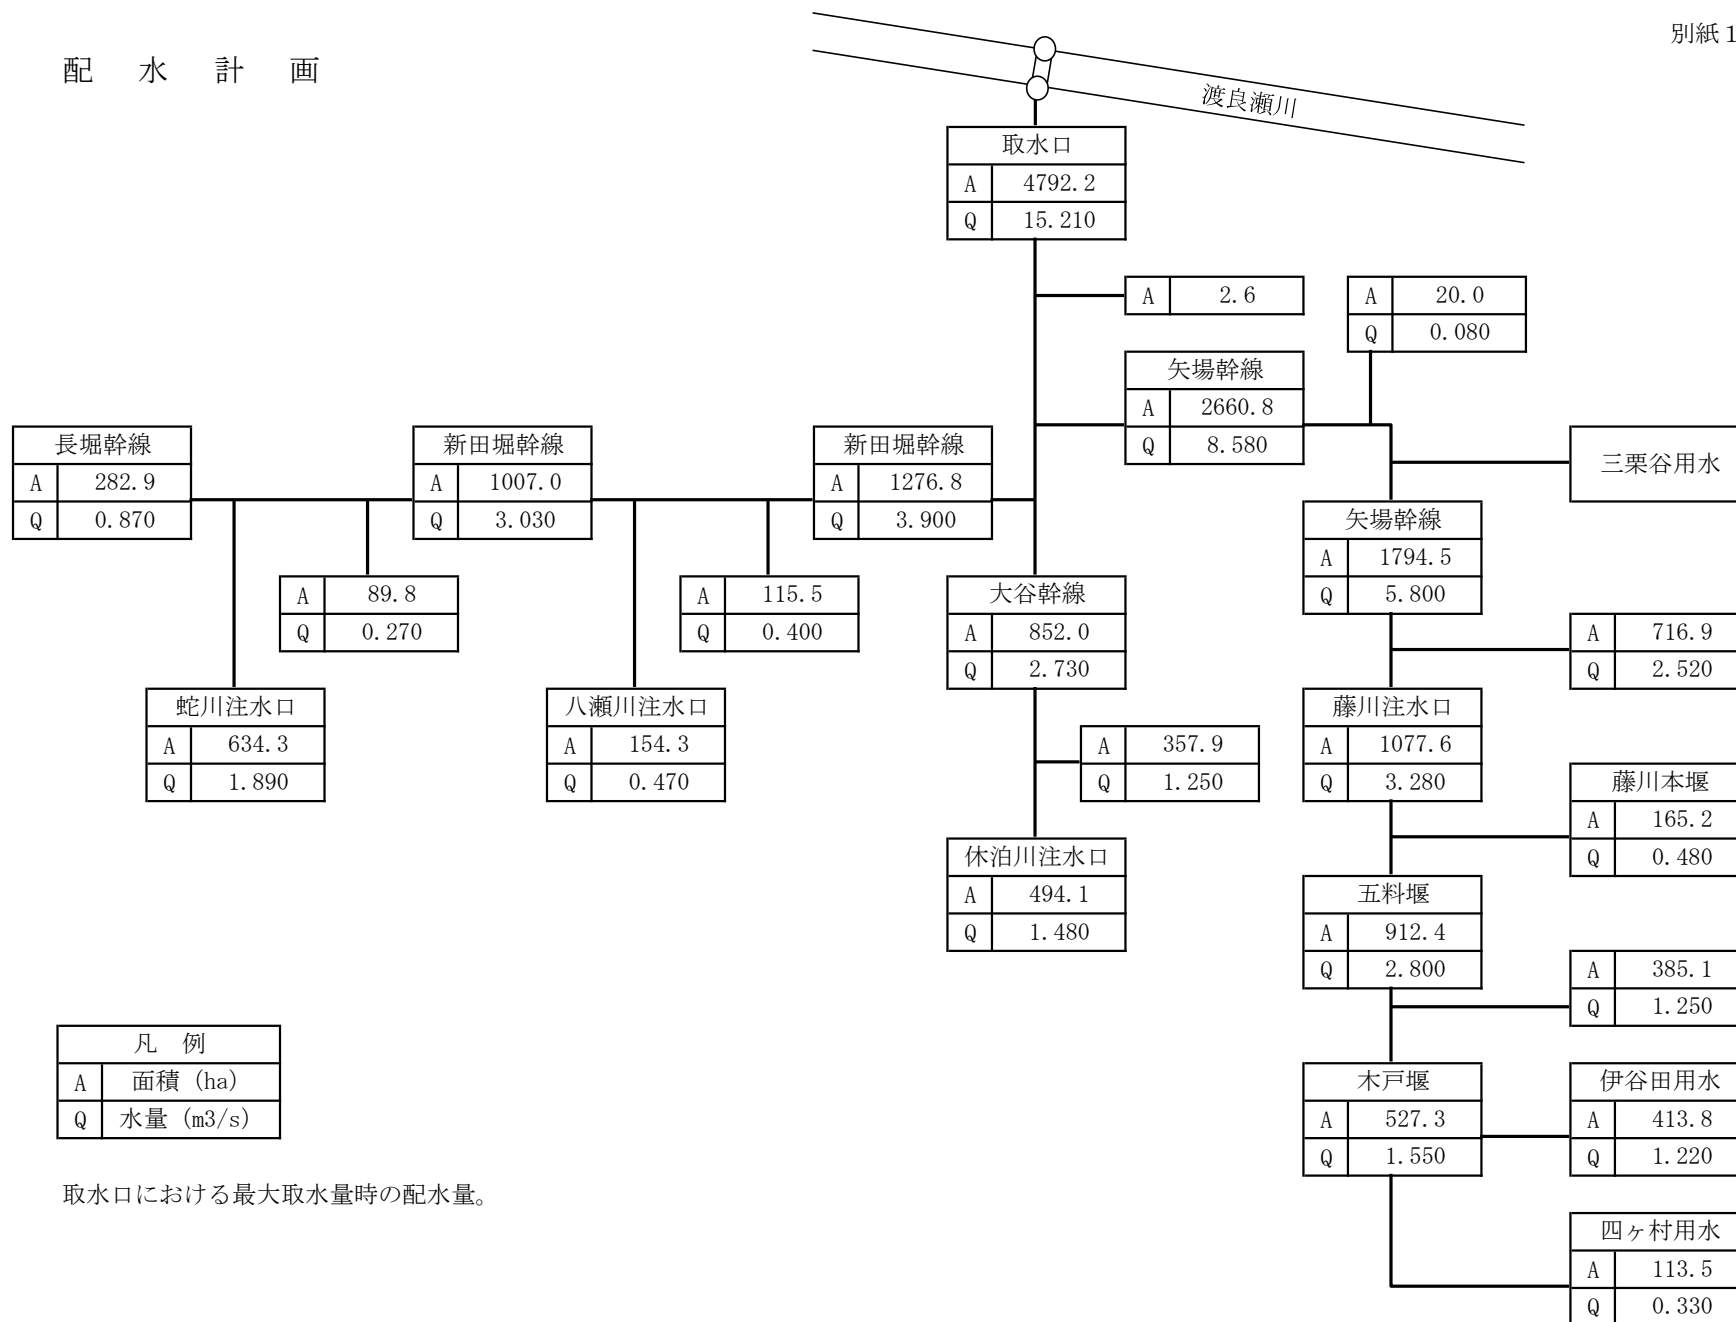 別紙1
配 水 計 画
渡良瀬川
取水口
A 4792.2
Q 15.210
A 2.6
A 20.0
Q 0.080
矢場幹線
A 2660.8
Q 8.580
長堀幹線
A 282.9
Q 0.870
新田堀幹線
A 1007.0
Q 3.030
新田堀幹線
A 1276.8
Q 3.900
三栗谷用水
矢場幹線
A 1794.5
Q 5.800
A 89.8
Q 0.270
A 115.5
Q 0.400
大谷幹線
A 852.0
Q 2.730
A 716.9
Q 2.520
蛇川注水口
A 634.3
Q 1.890
八瀬川注水口
A 154.3
Q 0.470
A 357.9
Q 1.250
藤川注水口
A 1077.6
Q 3.280
藤川本堰
A 165.2
Q 0.480
休泊川注水口
A 494.1
Q 1.480
五料堰
A 912.4
Q 2.800
A 385.1
Q 1.250
凡 例
A 面積 (ha)
Q 水量 (m3/s)
木戸堰
A 527.3
Q 1.550
伊谷田用水
A 413.8
Q 1.220
取水口における最大取水量時の配水量。
四ヶ村用水
A 113.5
Q 0.330